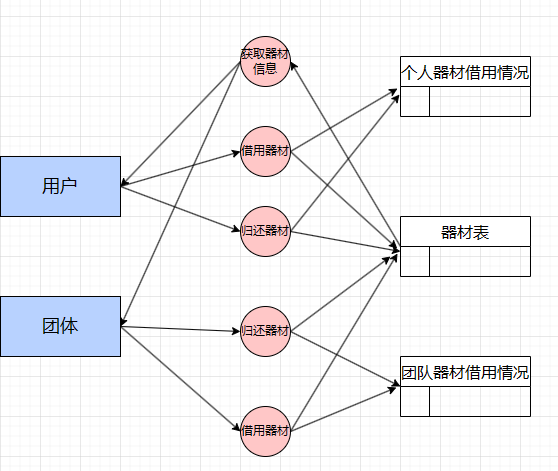 获取器材
信息
个人器材借用情况
借用器材
用户
归还器材
器材表
团体
归还器材
团队器材借用情况
借用器材